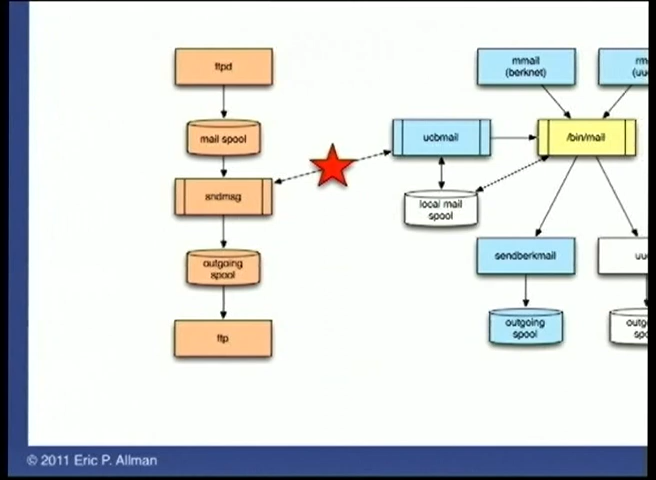 ftpd
mail spool
sndmsg
outgoing
spool
ftp
ucbmail
local mail
spool
mmail
(berknet)
/bin/mail
sendberkmail
outgoing
spool
© 2011 Eric P. Allman